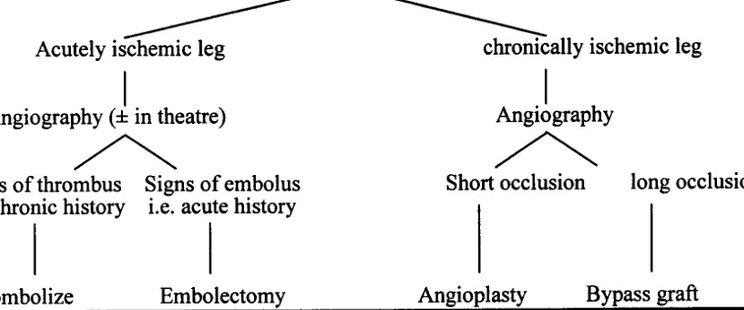 Acutely ischemic leg
chronically ischemic leg
ngiography (± in theatre)
Angiography
s of thrombus
hronic history
Signs of embolus
i.e. acute history
Short occlusion
long occlusio
mbolize
Embolectomy
Angioplasty
Bypass graft